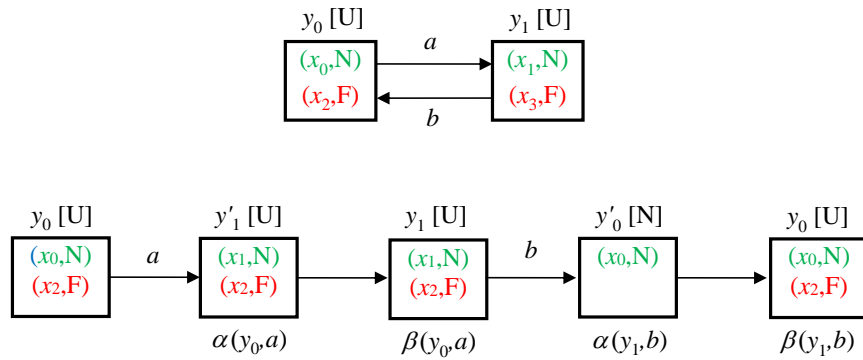 y₀ [U] y₁ [U]
a
(x₀,N) (x₁,N)
(x₂,F) (x₃,F)
b
y₀ [U] y'₁ [U] y₁ [U] y'₀ [N] y₀ [U]
a b
(x₀,N) (x₁,N) (x₁,N) (x₀,N) (x₀,N)
(x₂,F) (x₂,F) (x₂,F) (x₂,F)
α(y₀,a) β(y₀,a) α(y₁,b) β(y₁,b)